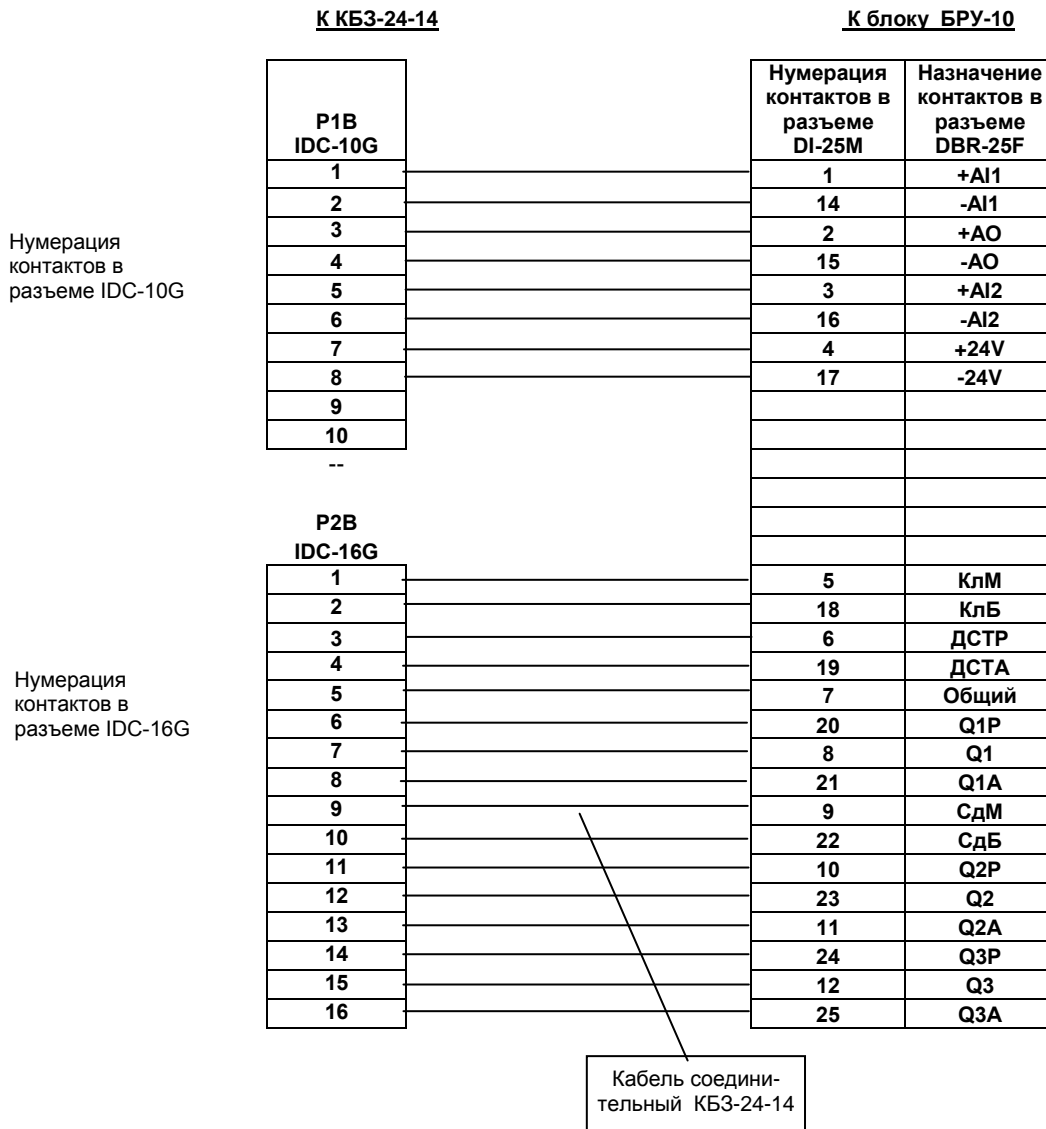 К КБЗ-24-14 К блоку БРУ-10
Нумерация контактов в разъеме DI-25M
Назначение контактов в разъеме DBR-25F
P1B
IDC-10G
1 1 +AI1
2 14 -AI1
3 2 +AO
4 15 -AO
5 3 +AI2
6 16 -AI2
7 4 +24V
8 17 -24V
9
10
--
Нумерация
контактов в
разъеме IDC-10G
P2B
IDC-16G
1 5 КлМ
2 18 КлБ
3 6 ДСТР
4 19 ДСТА
5 7 Общий
6 20 Q1P
7 8 Q1
8 21 Q1A
9 9 СдМ
10 22 СдБ
11 10 Q2P
12 23 Q2
13 11 Q2A
14 24 Q3P
15 12 Q3
16 25 Q3A
Нумерация
контактов в
разъеме IDC-16G
Кабель соедини-
тельный КБЗ-24-14